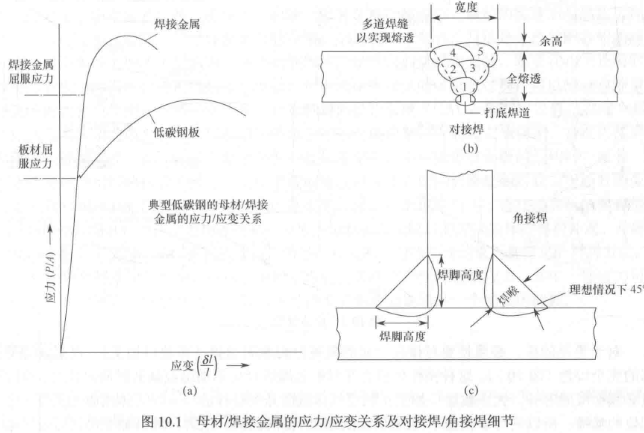 焊接金属
焊接金属
屈服应力
板材
屈服应力
低碳钢板
典型低碳钢的母材/焊接
金属的应力/应变关系
应力(P/A)
应变(δl/l)
(a)
多道焊缝
以实现熔透
宽度
余高
4
5
2
3
1
全熔透
打底焊道
对接焊
(b)
角接焊
焊脚高度
焊喉
理想情况下 45°
焊脚高度
(c)
图 10.1 母材/焊接金属的应力/应变关系及对接焊/角接焊细节